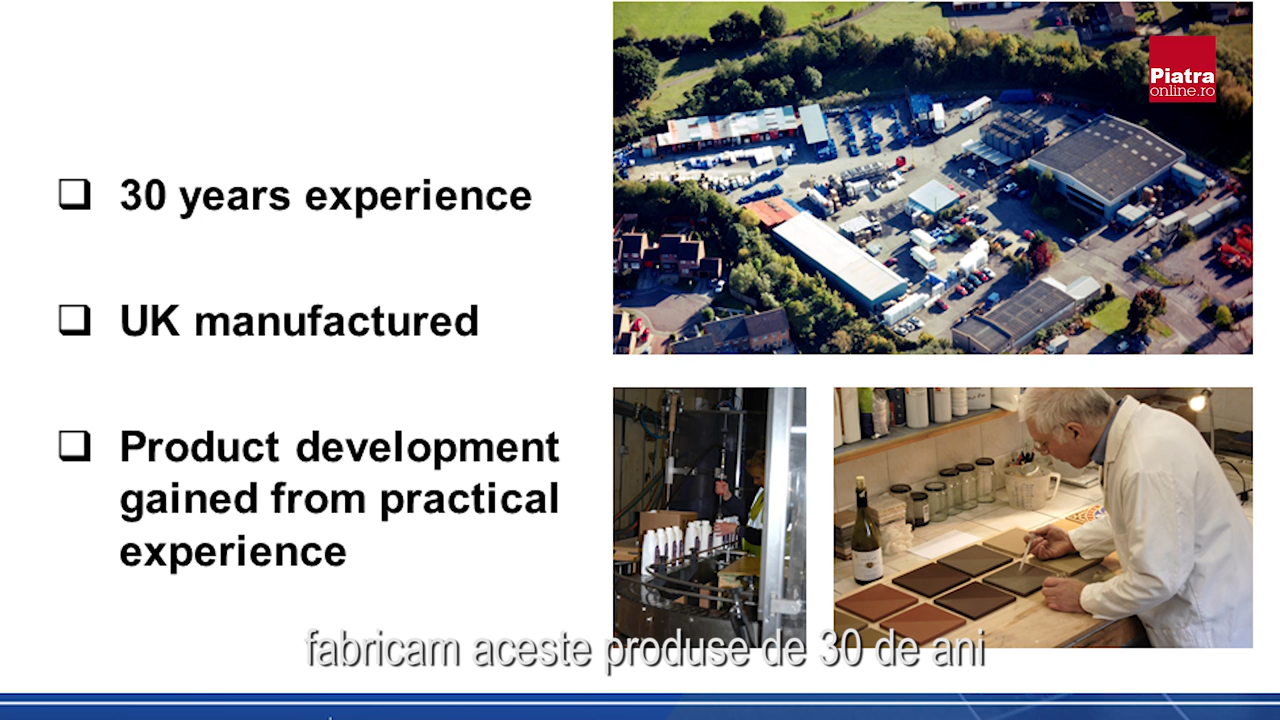 Piatra
online.ro
30 years experience
UK manufactured
Product development
gained from practical
experience
fabricam aceste produse de 30 de ani